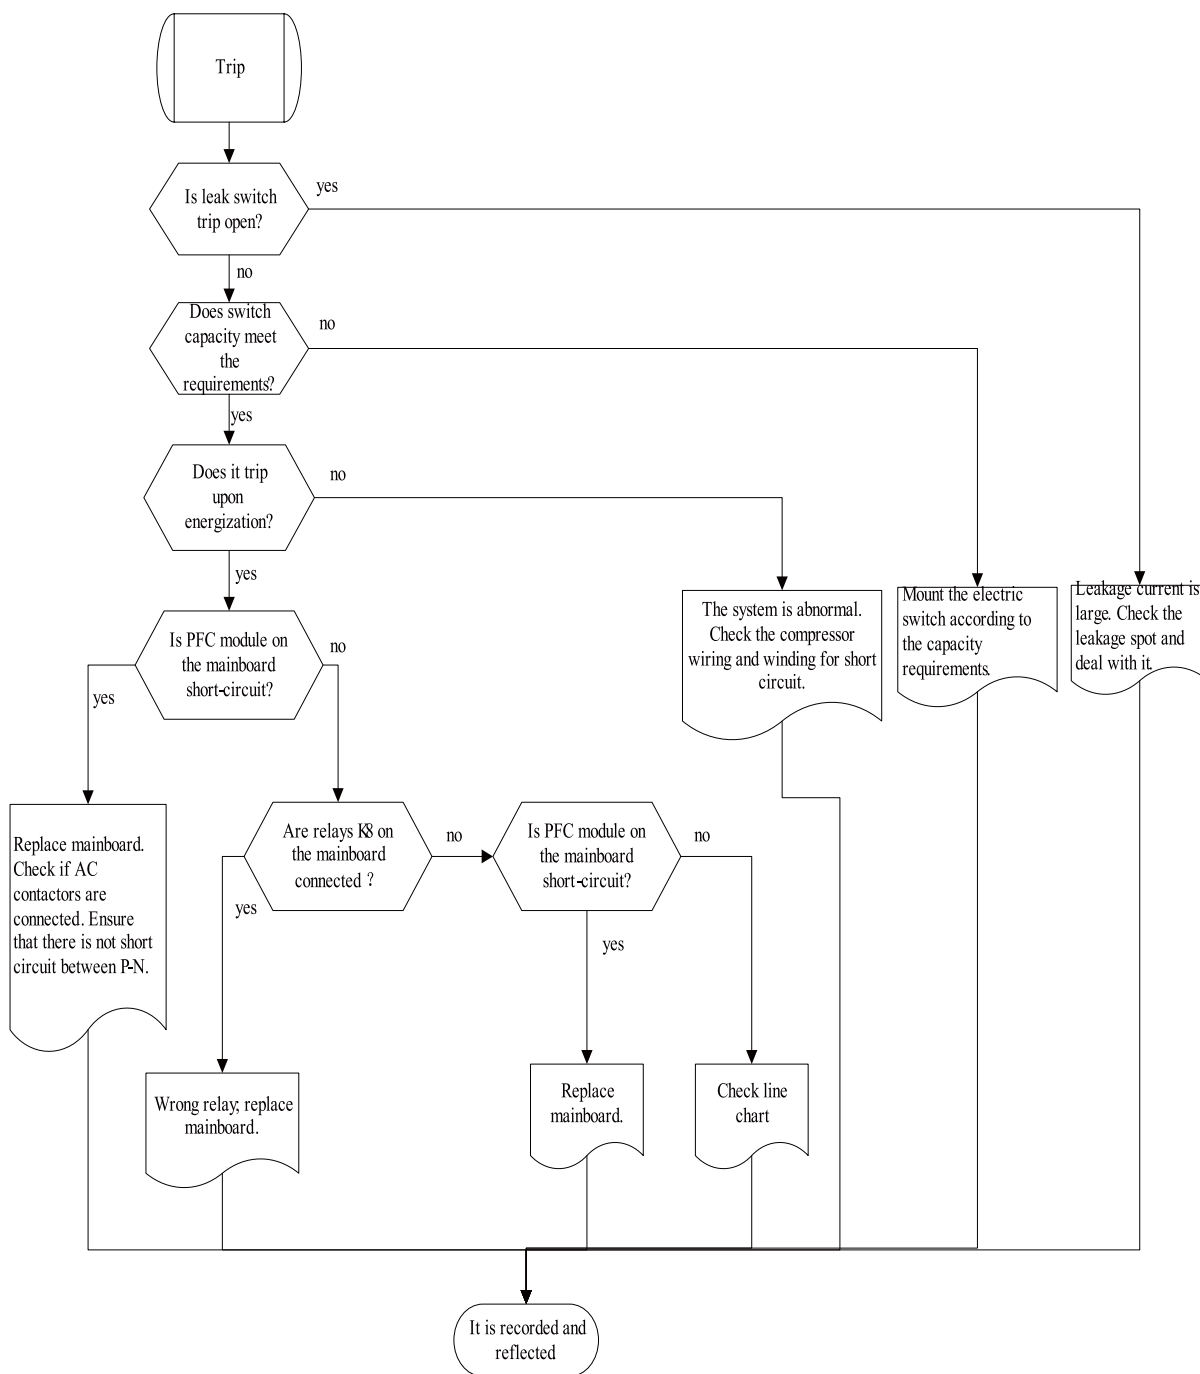 Trip
Is leak switch
trip open?
yes
no
Does switch
capacity meet
the
requirements?
no
yes
Does it trip
upon
energization?
no
yes
Is PFC module on
the mainboard
short-circuit?
no
yes
The system is abnormal.
Check the compressor
wiring and winding for short
circuit.
Mount the electric
switch according to
the capacity
requirements.
Leakage current is
large. Check the
leakage spot and
deal with it.
Replace mainboard.
Check if AC
contactors are
connected. Ensure
that there is not short
circuit between P-N.
Are relays K8 on
the mainboard
connected ?
no
yes
Is PFC module on
the mainboard
short-circuit?
no
yes
Wrong relay; replace
mainboard.
Replace
mainboard.
Check line
chart
It is recorded and
reflected